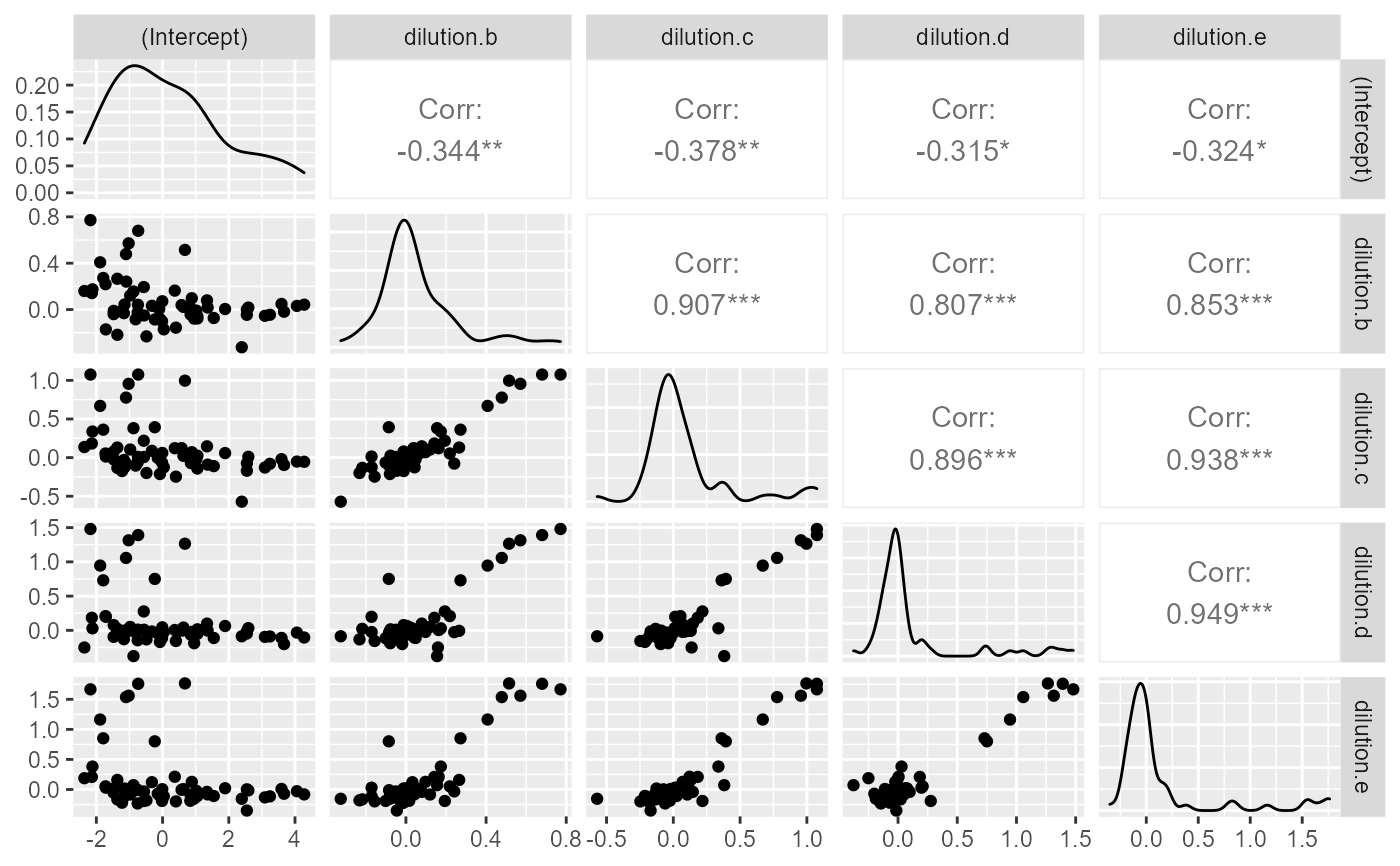 (Intercept)
dilution.b
dilution.c
dilution.d
dilution.e
0.20
0.15
0.10
0.05
0.00
Corr:
-0.344**
Corr:
-0.378**
Corr:
-0.315*
Corr:
-0.324*
(Intercept)
0.8
0.4
0.0
Corr:
0.907***
Corr:
0.807***
Corr:
0.853***
dilution.b
1.0
0.5
0.0
-0.5
Corr:
0.896***
Corr:
0.938***
dilution.c
1.5
1.0
0.5
0.0
Corr:
0.949***
dilution.d
1.5
1.0
0.5
0.0
dilution.e
-2 0 2 4
0.0 0.4 0.8
-0.5 0.0 0.5 1.0
0.0 0.5 1.0 1.5
0.0 0.5 1.0 1.5